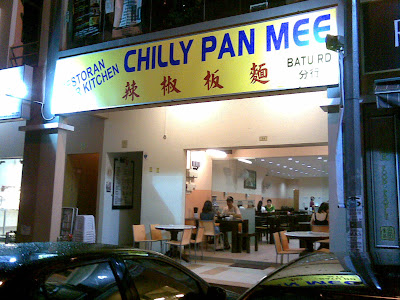 RESTORAN
KITCHEN
CHILLY PAN MEE
辣椒板麵
BATU RD
分行